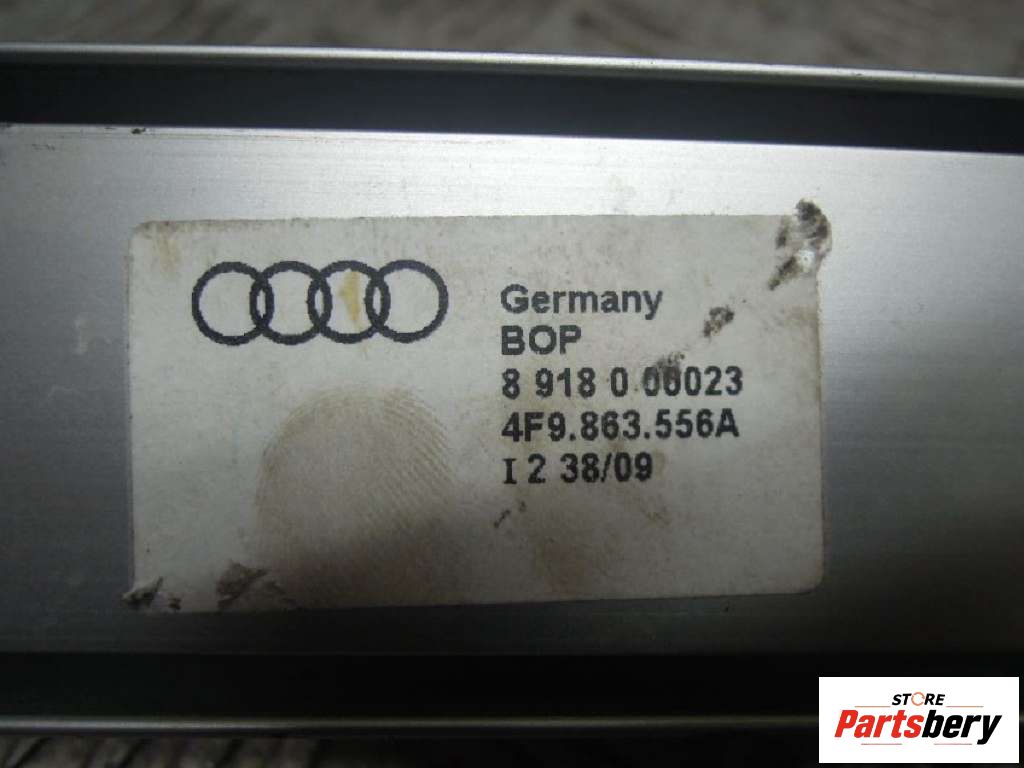 Germany
BOP
8 918 0 00023
4F9.863.556A
I 2 38/09
STORE
Partsbery